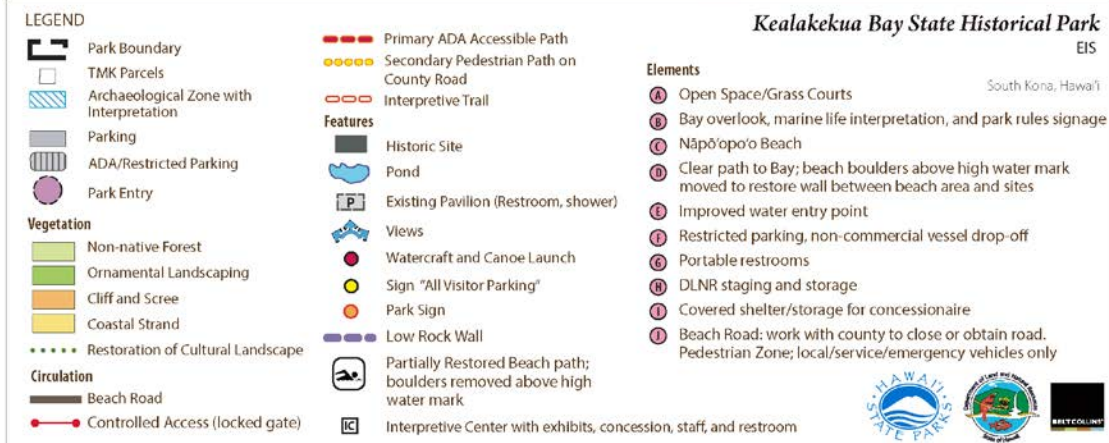 LEGEND
Park Boundary
TMK Parcels
Archaeological Zone with
Interpretation
Parking
ADA/Restricted Parking
Park Entry
Vegetation
Non-native Forest
Ornamental Landscaping
Cliff and Scree
Coastal Strand
Restoration of Cultural Landscape
Circulation
Beach Road
Controlled Access (locked gate)
Primary ADA Accessible Path
Secondary Pedestrian Path on
County Road
Interpretive Trail
Features
Historic Site
Pond
P
Existing Pavilion (Restroom, shower)
Views
Watercraft and Canoe Launch
Sign "All Visitor Parking"
Park Sign
Low Rock Wall
Partially Restored Beach path;
boulders removed above high
water mark
IC Interpretive Center with exhibits, concession, staff, and restroom
Kealakekua Bay State Historical Park
EIS
South Kona, Hawai'i
Elements
A Open Space/Grass Courts
B Bay overlook, marine life interpretation, and park rules signage
C Nāpō'opo'o Beach
D Clear path to Bay; beach boulders above high water mark
moved to restore wall between beach area and sites
E Improved water entry point
F Restricted parking, non-commercial vessel drop-off
G Portable restrooms
H DLNR staging and storage
I Covered shelter/storage for concessionaire
J Beach Road: work with county to close or obtain road.
Pedestrian Zone; local/service/emergency vehicles only
HAWAI'I
STATE PARKS
Department of Land and Natural Resources
State of Hawaii
BELT COLLINS